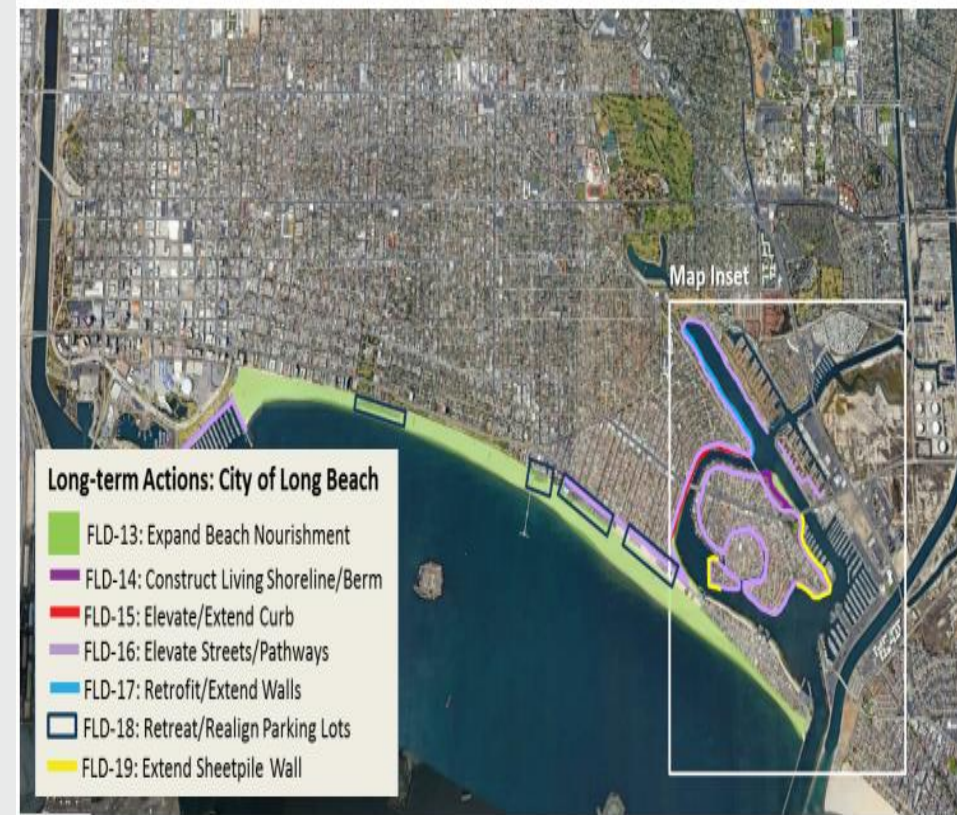 Map Inset
Long-term Actions: City of Long Beach
FLD-13: Expand Beach Nourishment
FLD-14: Construct Living Shoreline/Berm
FLD-15: Elevate/Extend Curb
FLD-16: Elevate Streets/Pathways
FLD-17: Retrofit/Extend Walls
FLD-18: Retreat/Realign Parking Lots
FLD-19: Extend Sheetpile Wall